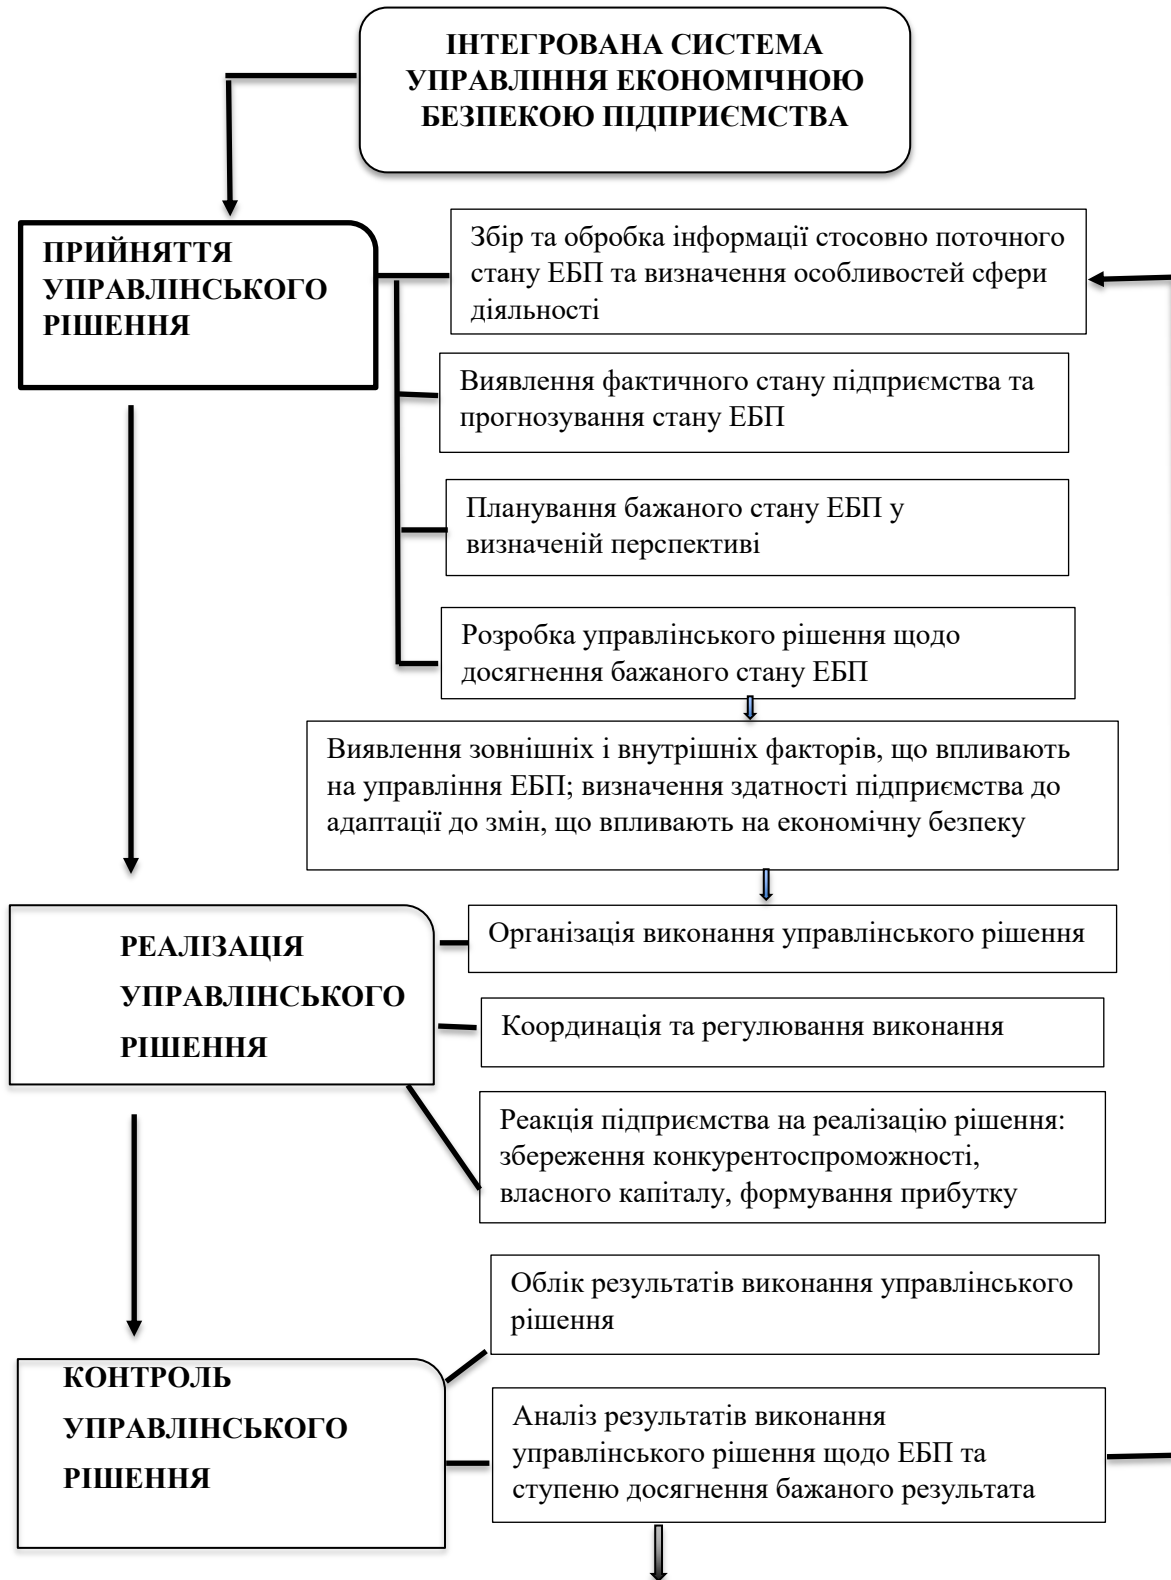 ІНТЕГРОВАНА СИСТЕМА
УПРАВЛІННЯ ЕКОНОМІЧНОЮ
БЕЗПЕКОЮ ПІДПРИЄМСТВА
ПРИЙНЯТТЯ
УПРАВЛІНСЬКОГО
РІШЕННЯ
Збір та обробка інформації стосовно поточного
стану ЕБП та визначення особливостей сфери
діяльності
Виявлення фактичного стану підприємства та
прогнозування стану ЕБП
Планування бажаного стану ЕБП у
визначеній перспективі
Розробка управлінського рішення щодо
досягнення бажаного стану ЕБП
Виявлення зовнішніх і внутрішніх факторів, що впливають
на управління ЕБП; визначення здатності підприємства до
адаптації до змін, що впливають на економічну безпеку
РЕАЛІЗАЦІЯ
УПРАВЛІНСЬКОГО
РІШЕННЯ
Організація виконання управлінського рішення
Координація та регулювання виконання
Реакція підприємства на реалізацію рішення:
збереження конкурентоспроможності,
власного капіталу, формування прибутку
Облік результатів виконання управлінського
рішення
КОНТРОЛЬ
УПРАВЛІНСЬКОГО
РІШЕННЯ
Аналіз результатів виконання
управлінського рішення щодо ЕБП та
ступеню досягнення бажаного результата